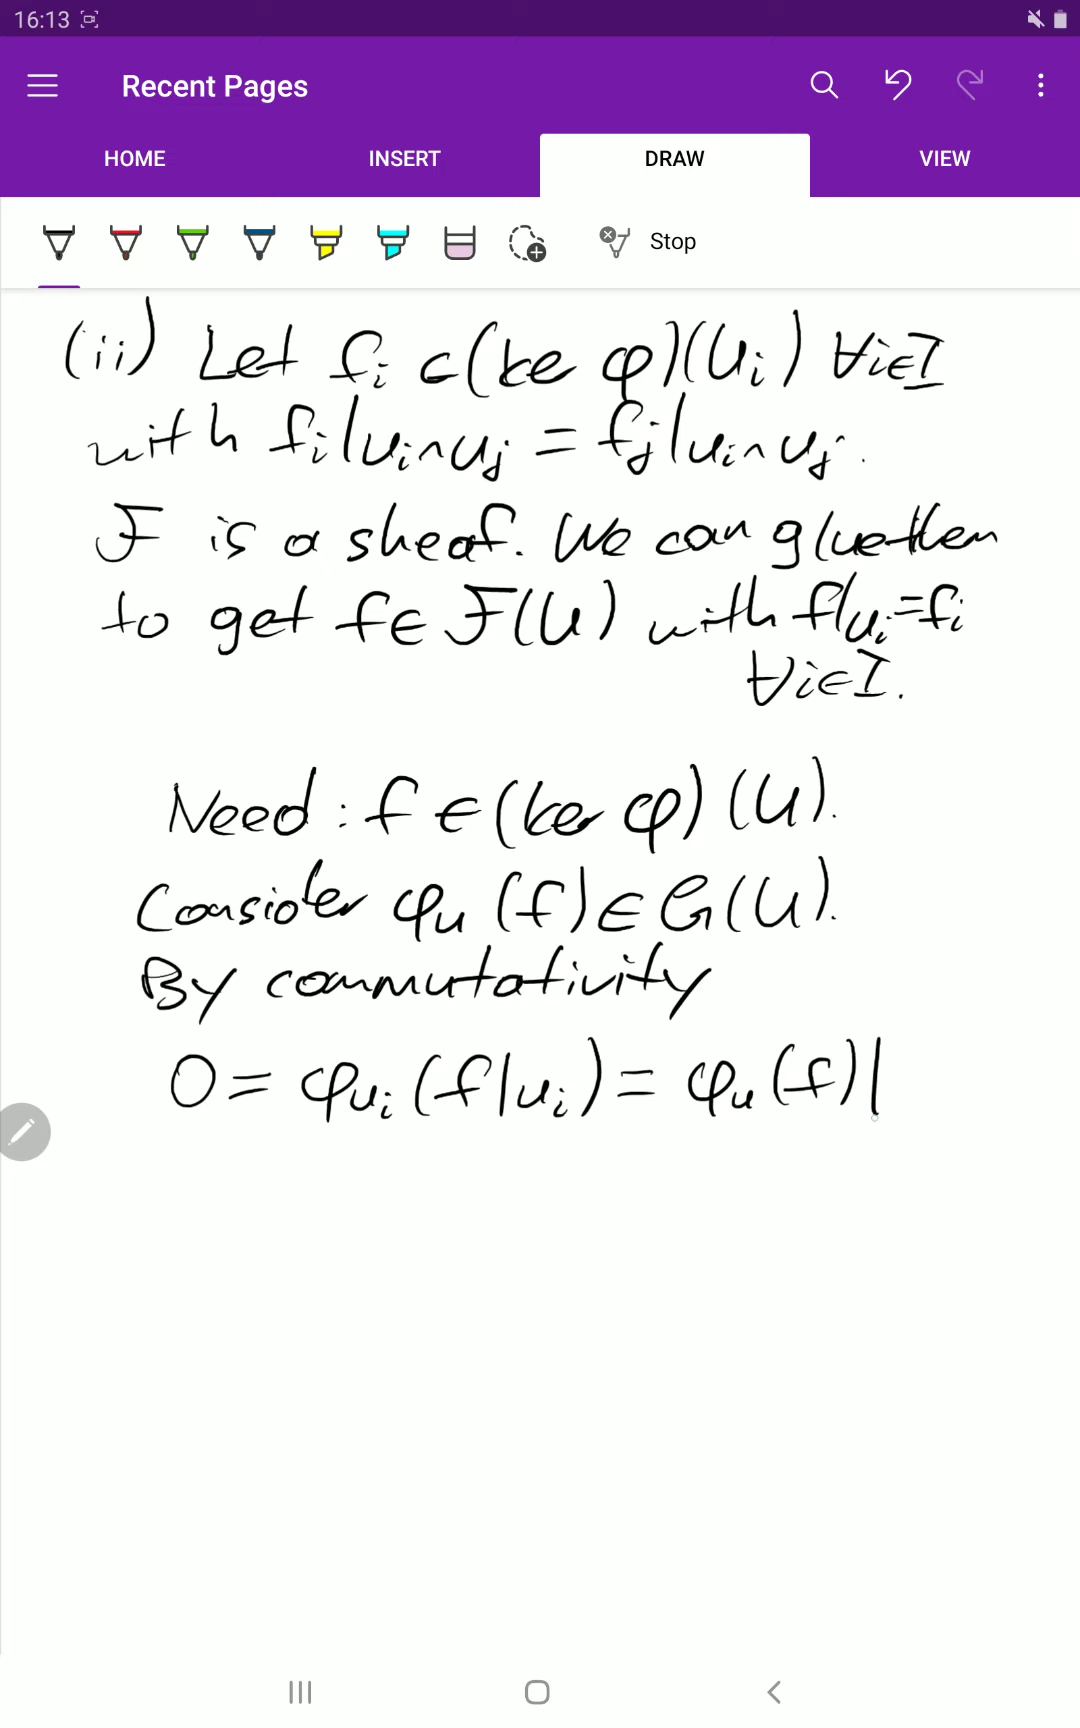 16:13
Recent Pages
HOME INSERT DRAW VIEW
Stop
(ii) Let fᵢ ∈ (ke φ)(Uᵢ) ∀i∈I
with fᵢ|Uᵢ∩Uⱼ = fⱼ|Uᵢ∩Uⱼ.
F is a sheaf. We can glue them
to get f∈ F(U) with f|Uᵢ=fᵢ
∀i∈I.
Need: f ∈ (ker φ) (U).
Consider φᵤ (f) ∈ G(U).
By commutativity
0 = φᵤᵢ (f|Uᵢ) = φᵤ (f)|